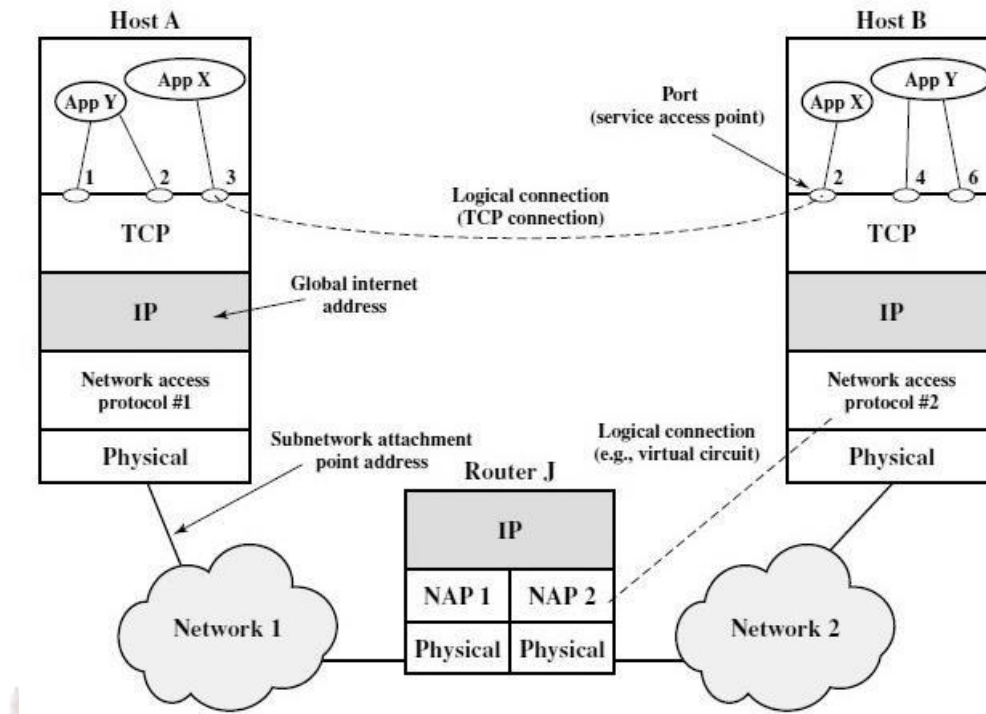 Host A
Host B
App X
App Y
App Y
App X
Port
(service access point)
1
2
3
2
4
6
Logical connection
(TCP connection)
TCP
TCP
Global internet
address
IP
IP
Network access
protocol #1
Network access
protocol #2
Subnetwork attachment
point address
Logical connection
(e.g., virtual circuit)
Physical
Physical
Router J
IP
NAP 1
NAP 2
Network 1
Network 2
Physical
Physical